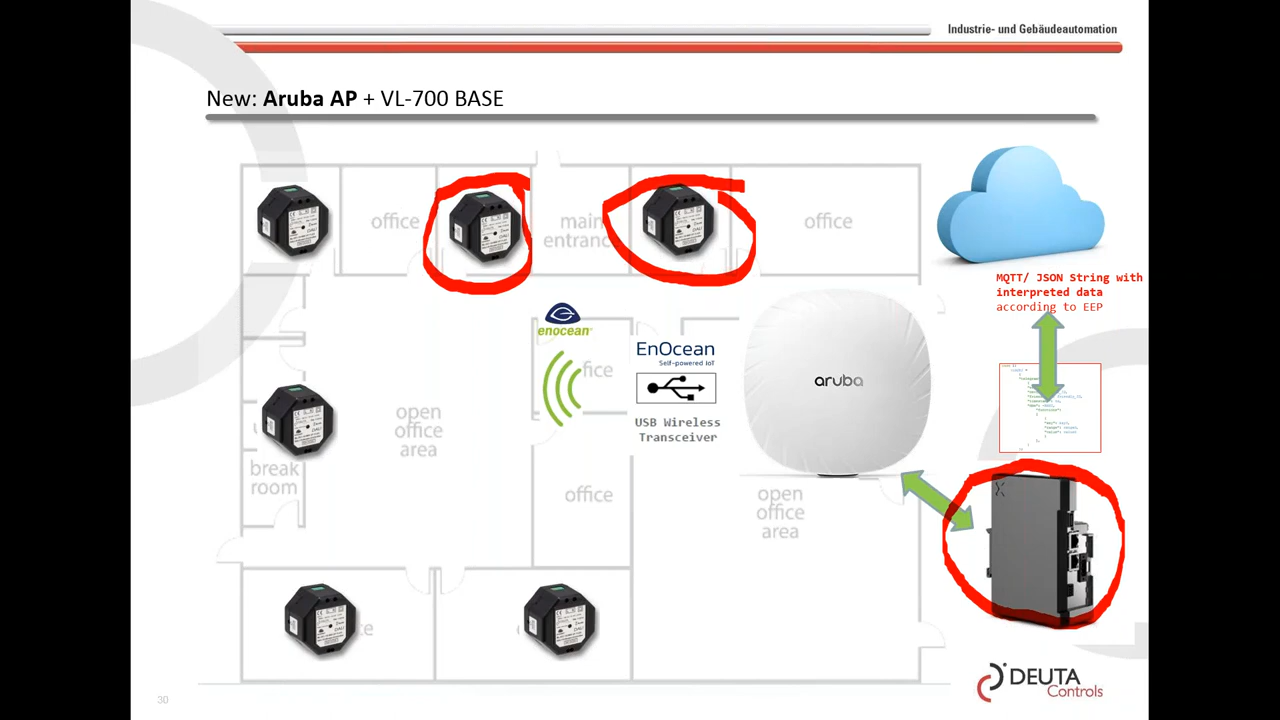 Industrie- und Gebäudeautomation
New: Aruba AP + VL-700 BASE
office
main
entranc
office
MQTT/ JSON String with
interpreted data
according to EEP
enocean
fice
EnOcean
Self-powered IoT
aruba
open
office
area
USB Wireless
Transceiver
break
room
office
open
office
area
ce
DEUTA
Controls
30